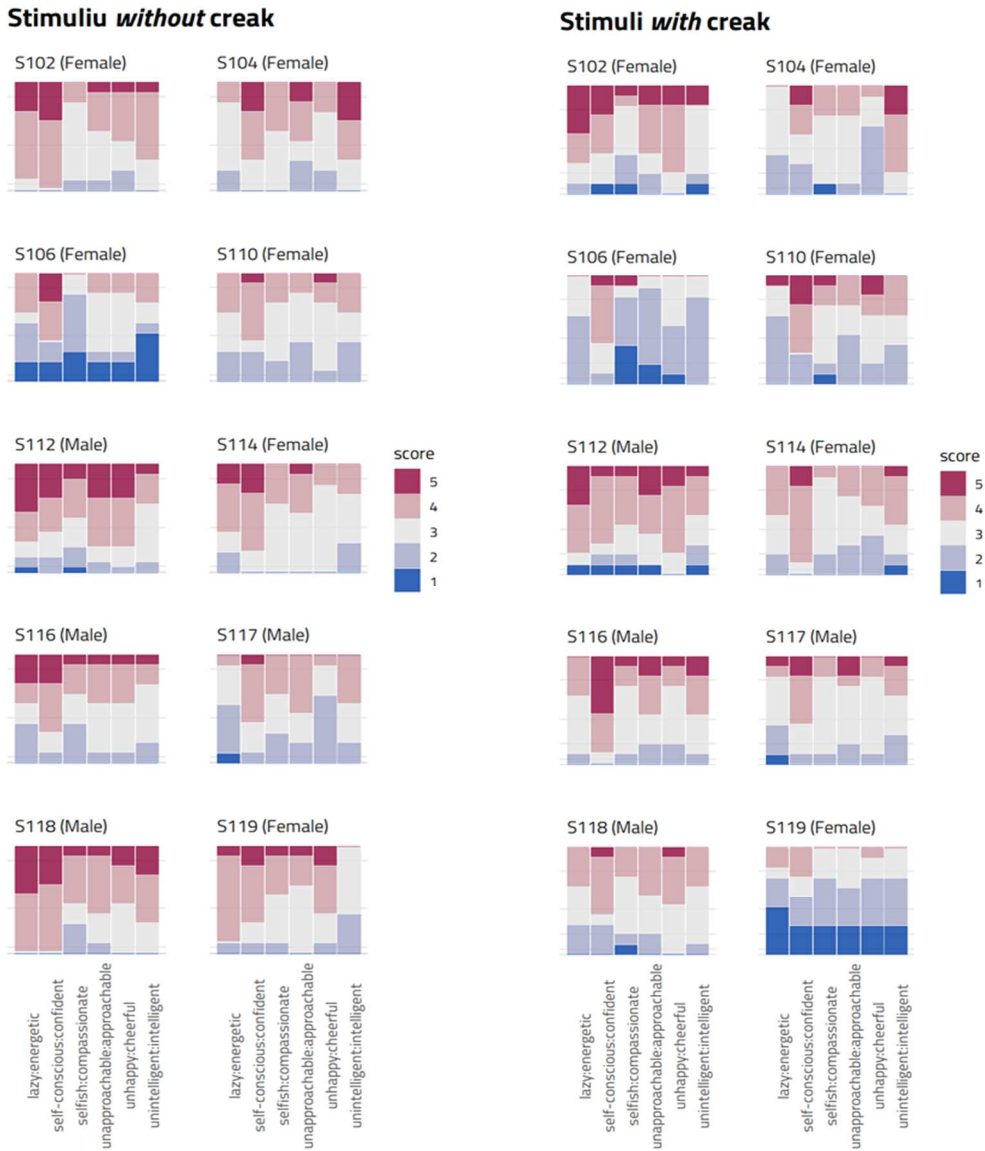 Stimuliu without creak
S102 (Female)
S104 (Female)
S106 (Female)
S110 (Female)
S112 (Male)
S114 (Female)
score
5
4
3
2
1
S116 (Male)
S117 (Male)
S118 (Male)
S119 (Female)
lazy:energetic
self-conscious:confident
selfish:compassionate
unapproachable:approachable
unhappy:cheerful
unintelligent:intelligent
lazy:energetic
self-conscious:confident
selfish:compassionate
unapproachable:approachable
unhappy:cheerful
unintelligent:intelligent
Stimuli with creak
S102 (Female)
S104 (Female)
S106 (Female)
S110 (Female)
S112 (Male)
S114 (Female)
score
5
4
3
2
1
S116 (Male)
S117 (Male)
S118 (Male)
S119 (Female)
lazy:energetic
self-conscious:confident
selfish:compassionate
unapproachable:approachable
unhappy:cheerful
unintelligent:intelligent
lazy:energetic
self-conscious:confident
selfish:compassionate
unapproachable:approachable
unhappy:cheerful
unintelligent:intelligent